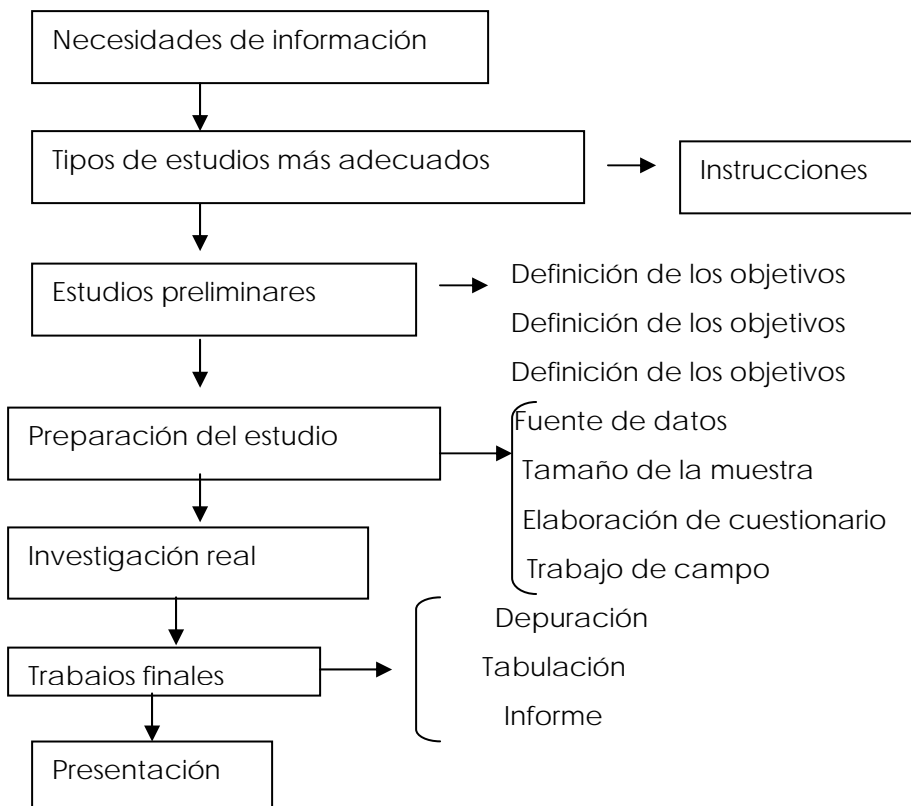 Necesidades de información
Tipos de estudios más adecuados
Instrucciones
Estudios preliminares
Definición de los objetivos
Definición de los objetivos
Definición de los objetivos
Preparación del estudio
Fuente de datos
Tamaño de la muestra
Elaboración de cuestionario
Trabajo de campo
Investigación real
Trabajos finales
Depuración
Tabulación
Informe
Presentación